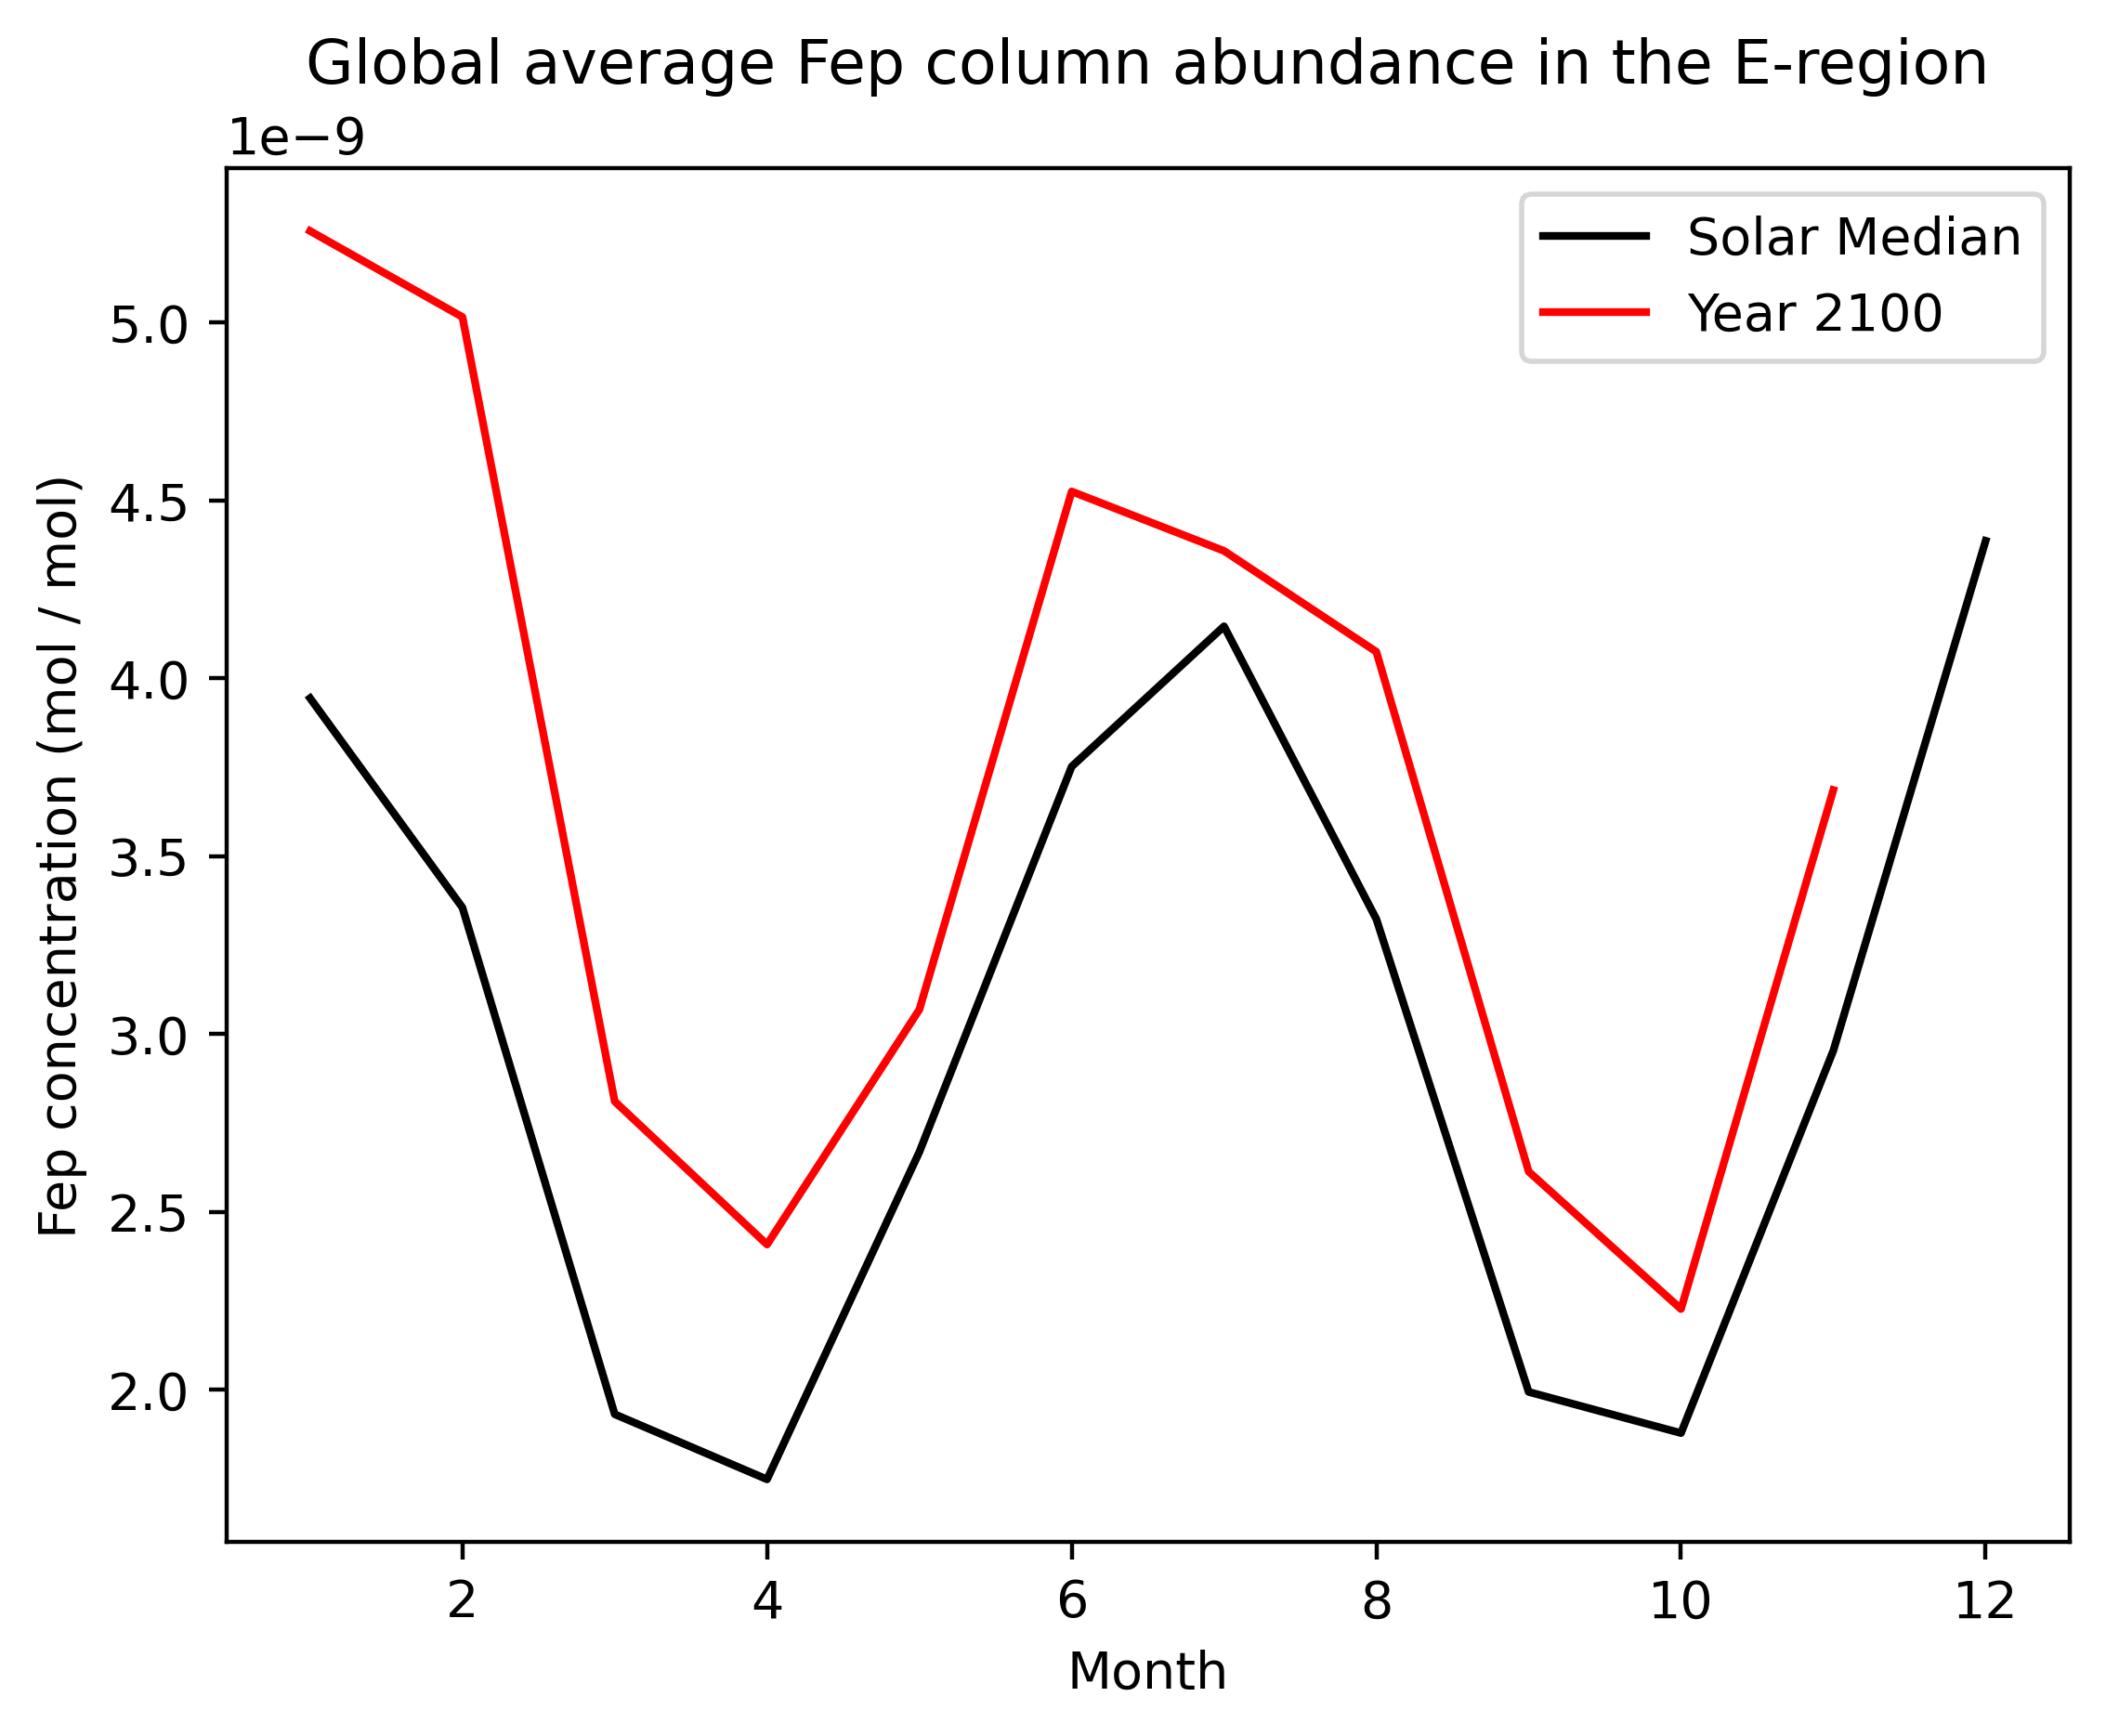 Global average Fep column abundance in the E-region
1e−9
Solar Median
Year 2100
5.0
4.5
4.0
3.5
3.0
2.5
2.0
Fep concentration (mol / mol)
2 4 6 8 10 12
Month